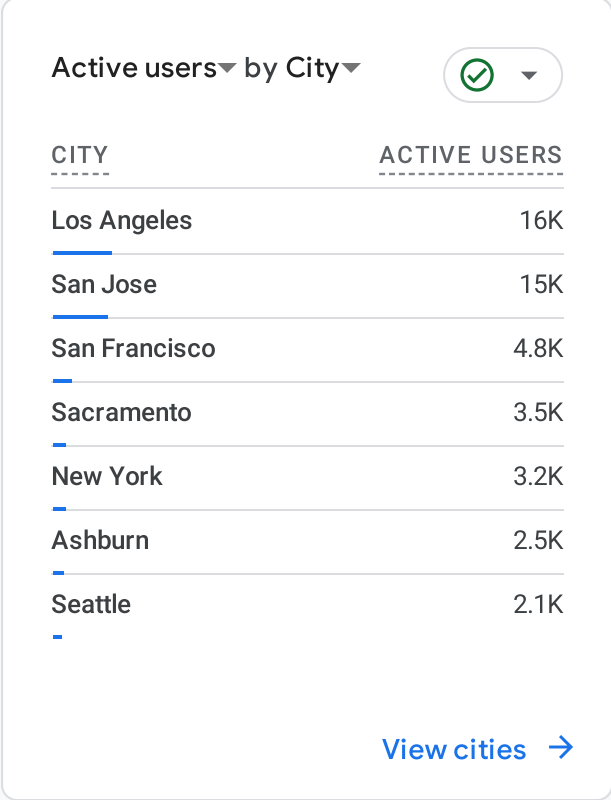 Active users by City
CITY ACTIVE USERS
Los Angeles 16K
San Jose 15K
San Francisco 4.8K
Sacramento 3.5K
New York 3.2K
Ashburn 2.5K
Seattle 2.1K
View cities